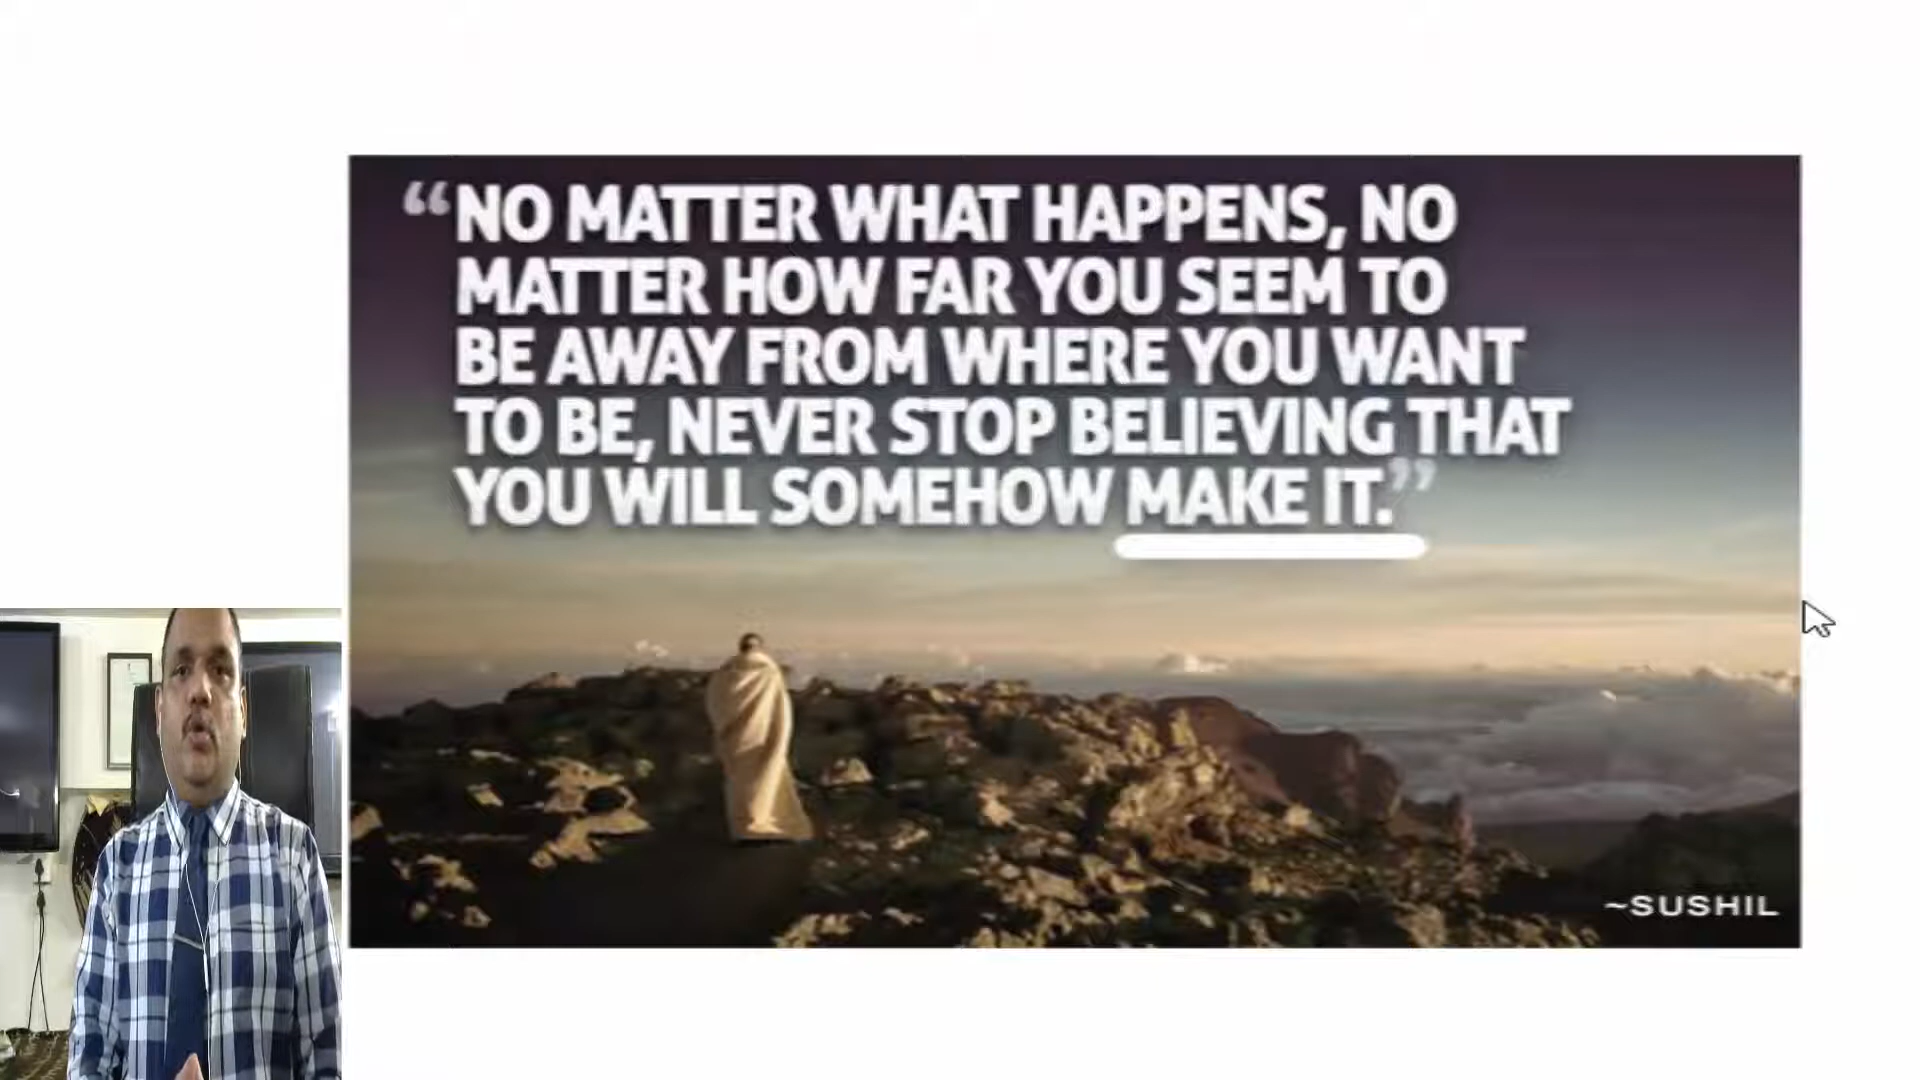 “NO MATTER WHAT HAPPENS, NO
MATTER HOW FAR YOU SEEM TO
BE AWAY FROM WHERE YOU WANT
TO BE, NEVER STOP BELIEVING THAT
YOU WILL SOMEHOW MAKE IT.”
~SUSHIL